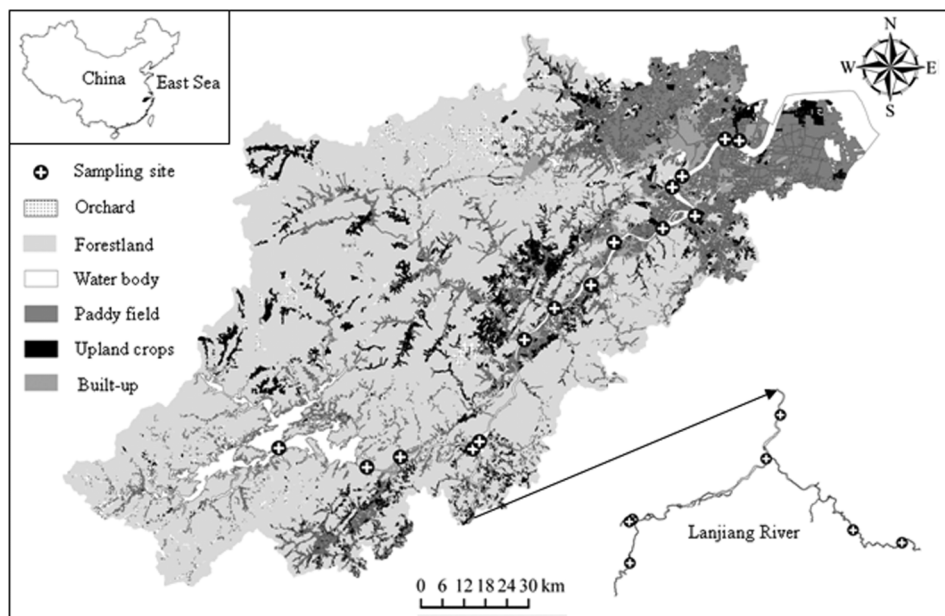 China
East Sea
N
W
E
S
Sampling site
Orchard
Forestland
Water body
Paddy field
Upland crops
Built-up
Lanjiang River
0 6 12 18 24 30 km